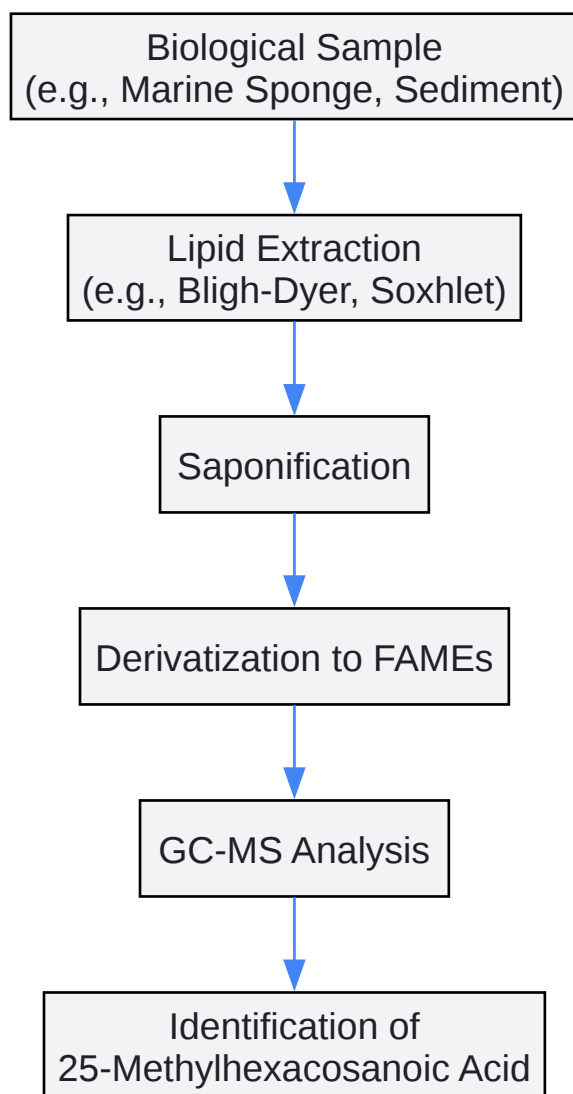 Biological Sample
(e.g., Marine Sponge, Sediment)
Lipid Extraction
(e.g., Bligh-Dyer, Soxhlet)
Saponification
Derivatization to FAMEs
GC-MS Analysis
Identification of
25-Methylhexacosanoic Acid